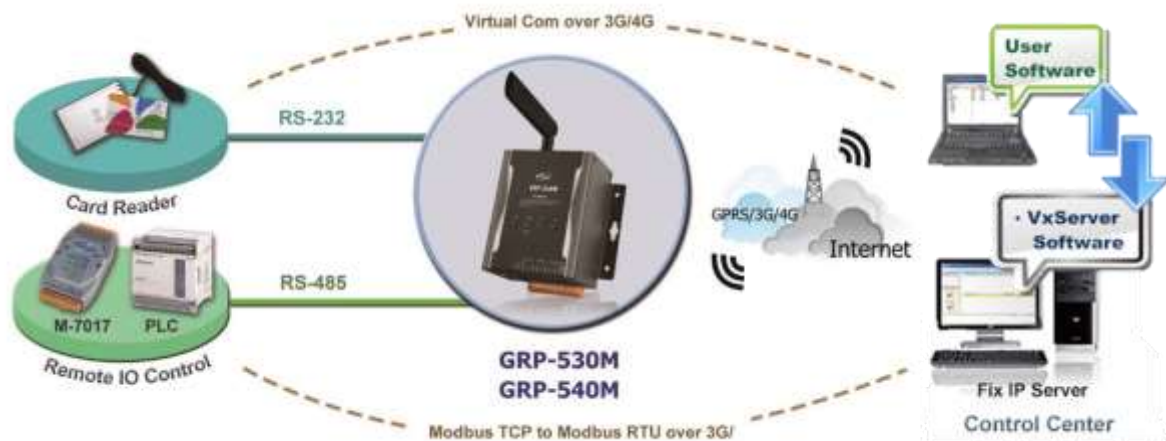 Virtual Com over 3G/4G
User
Software
RS-232
Card Reader
GPRS/3G/4G
Internet
• VxServer
Software
RS-485
M-7017
PLC
Remote IO Control
GRP-530M
GRP-540M
Fix IP Server
Control Center
Modbus TCP to Modbus RTU over 3G/